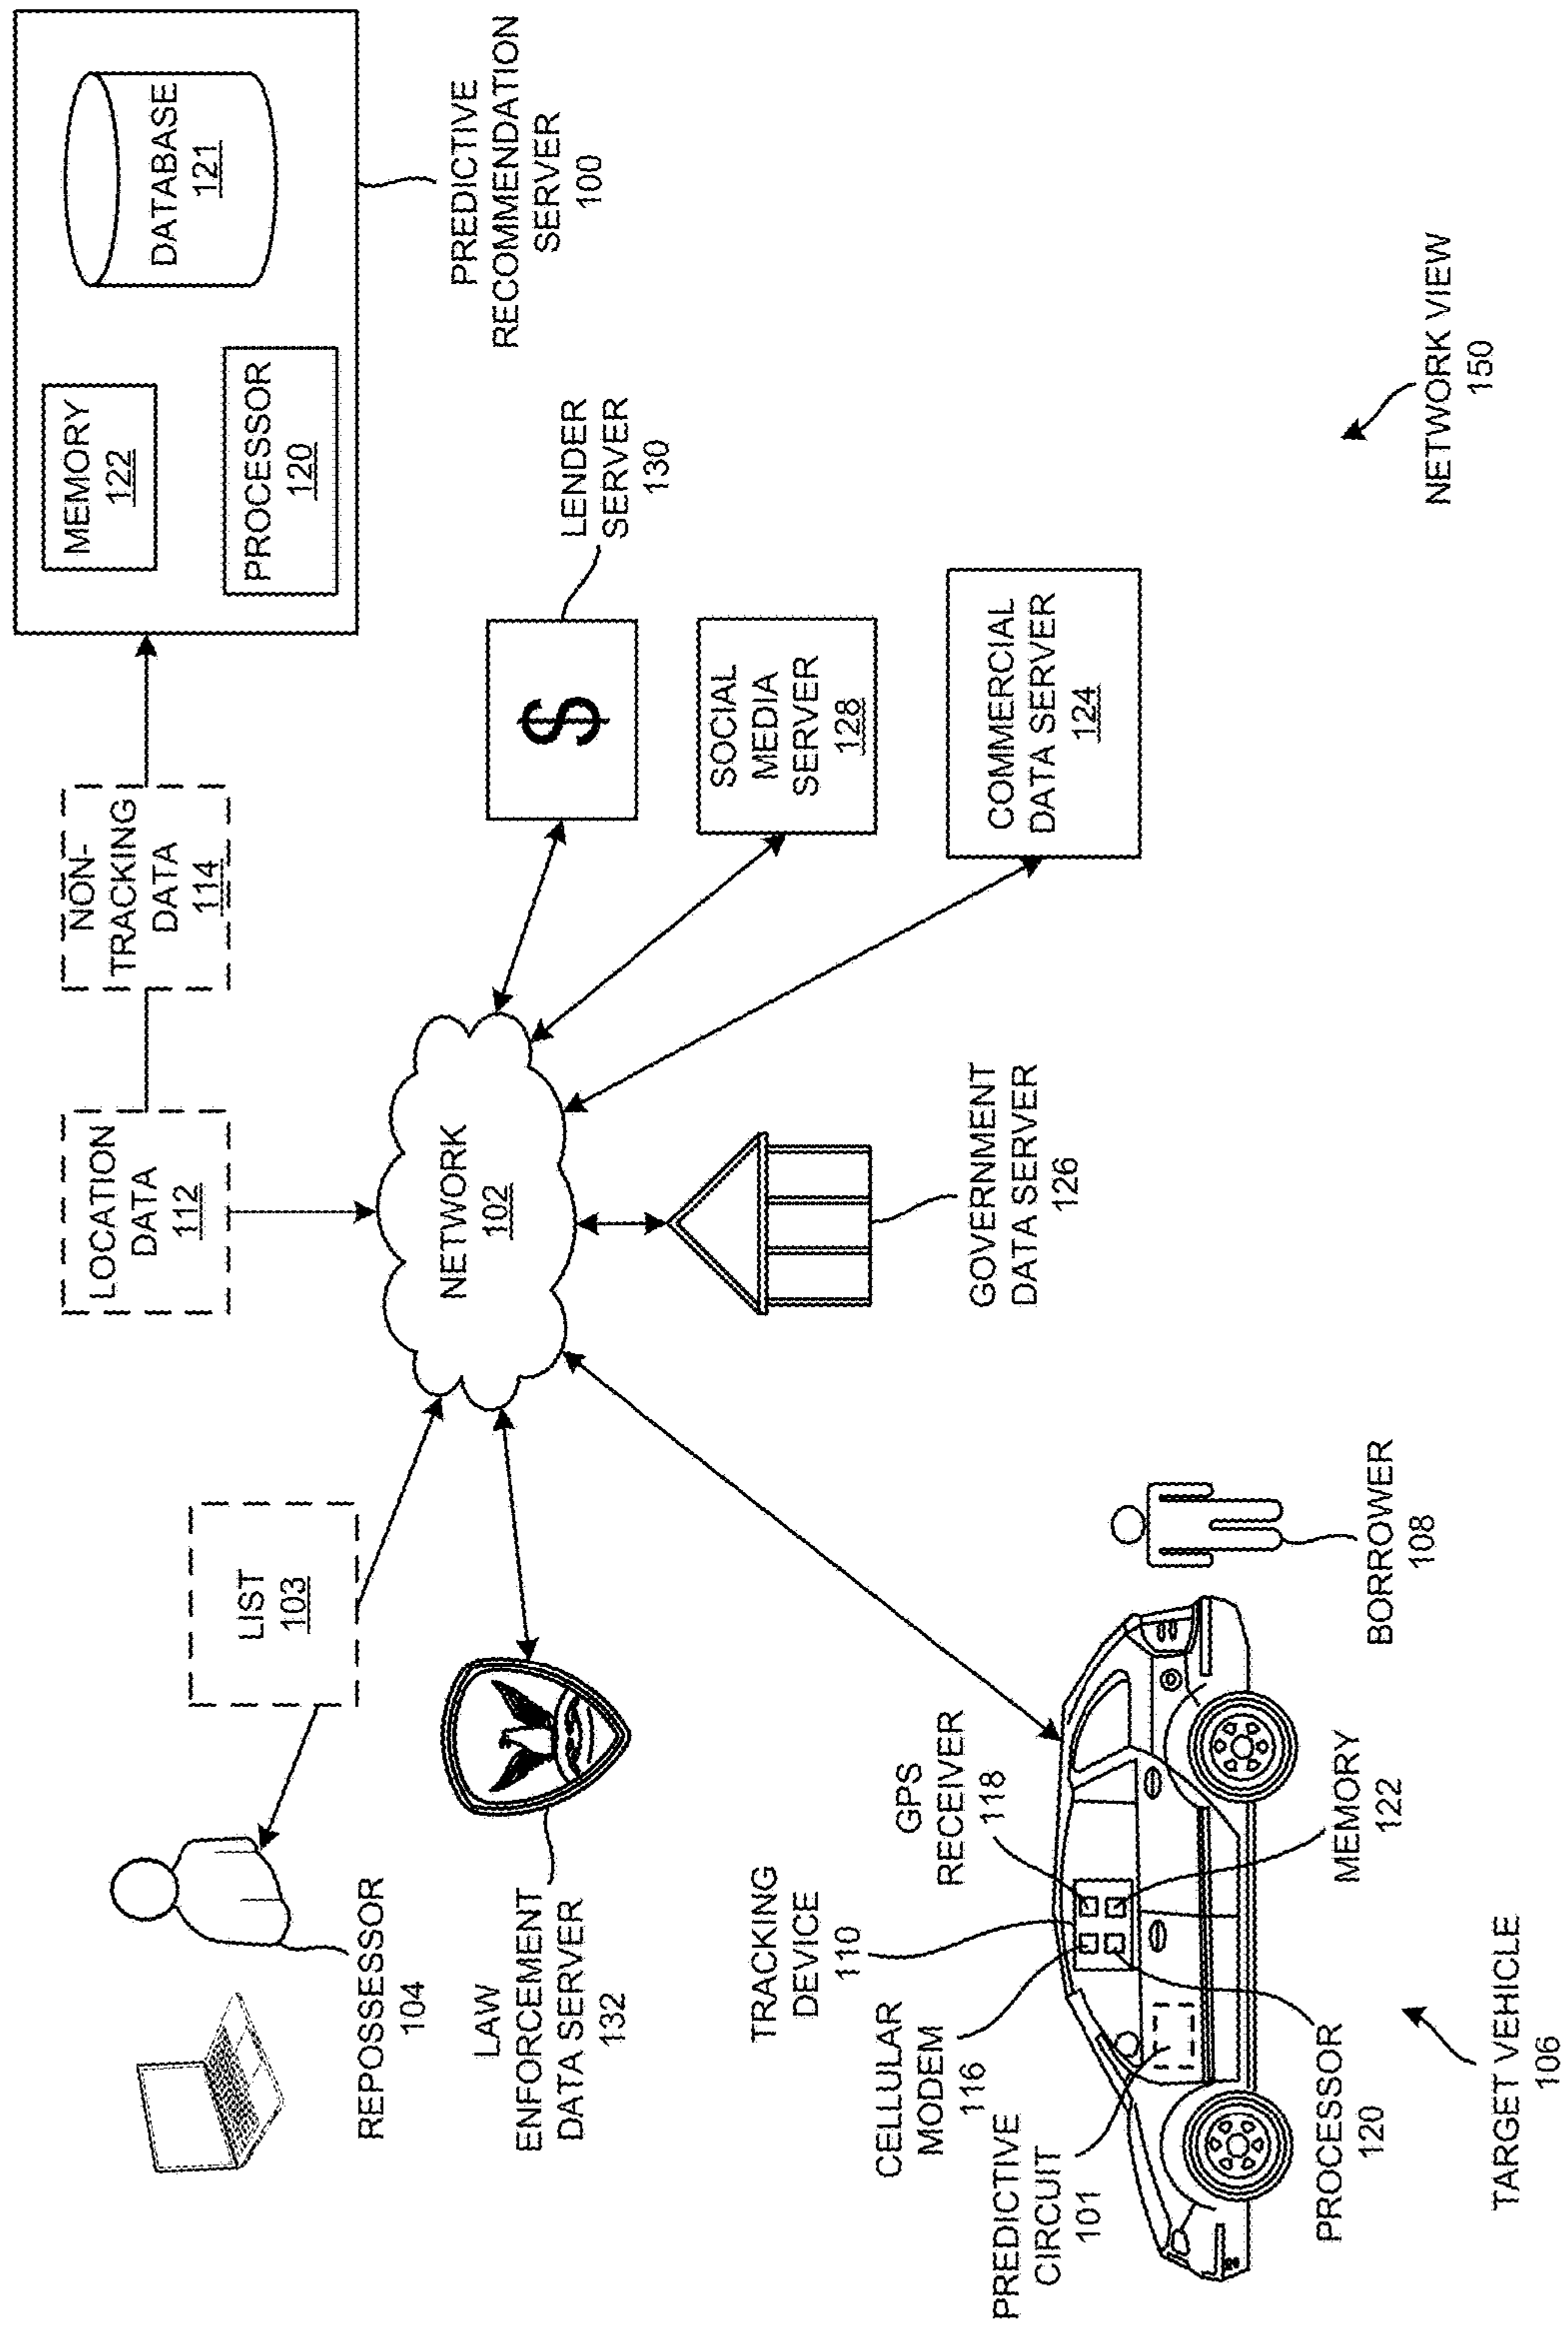 REPOSSESSOR
104
LIST
103
LOCATION
DATA
112
NON-
TRACKING
DATA
114
MEMORY
122
PROCESSOR
120
DATABASE
121
PREDICTIVE
RECOMMENDATION
SERVER
100
LAW
ENFORCEMENT
DATA SERVER
132
NETWORK
102
$
LENDER
SERVER
130
SOCIAL
MEDIA
SERVER
128
COMMERCIAL
DATA SERVER
124
GOVERNMENT
DATA SERVER
126
TRACKING
DEVICE
110
GPS
RECEIVER
118
CELLULAR
MODEM
116
PREDICTIVE
CIRCUIT
101
PROCESSOR
120
MEMORY
122
BORROWER
108
TARGET VEHICLE
106
NETWORK VIEW
150